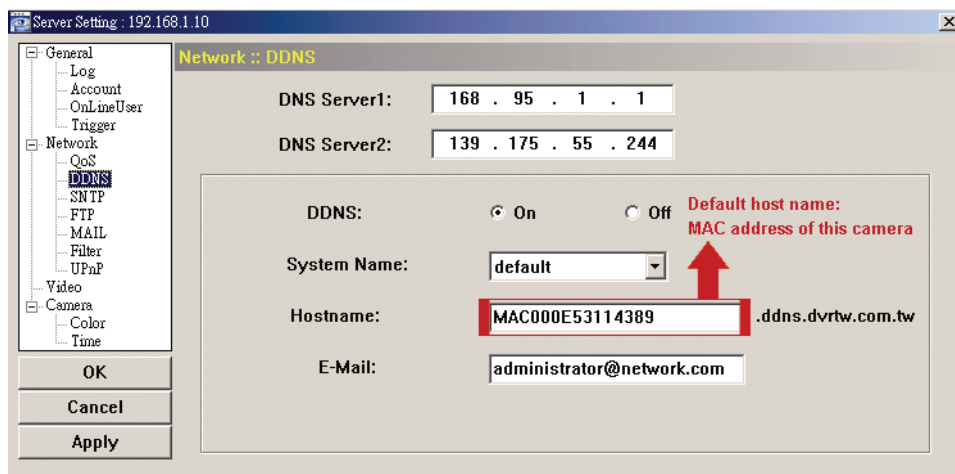 Server Setting : 192.168.1.10
General
Log
Account
OnLineUser
Trigger
Network
QoS
DDNS
SNTP
FTP
MAIL
Filter
UPnP
Video
Camera
Color
Time
OK
Cancel
Apply
Network :: DDNS
DNS Server1: 168 . 95 . 1 . 1
DNS Server2: 139 . 175 . 55 . 244
DDNS: On Off
Default host name:
MAC address of this camera
System Name: default
Hostname: MAC000E53114389 .ddns.dvrtw.com.tw
E-Mail: administrator@network.com